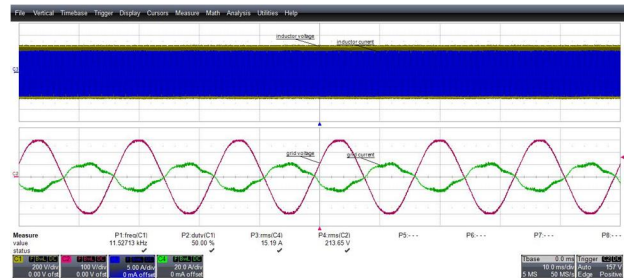 File Vertical Timebase Trigger Display Cursors Measure Math Analysis Utilities Help
inductor voltage
inductor current
grid voltage
grid current
C2
Measure P1:freq(C1) P2:duty(C1) P3:rms(C4) P4:rms(C2) P5:- - - P6:- - - P7:- - - P8:- - -
value 11.52713 kHz 50.00 % 15.19 A 213.65 V
status
C1 C4 Tbase 0.0 ms Trigger
200 V/div 100 V/div 5.00 A/div 20.0 A/div 10.0 ms/div Auto 157 V
0.00 V ofst 0.00 V ofst 0 mA offset 0 mA offset 5 MS 50 MS/s Edge Positive